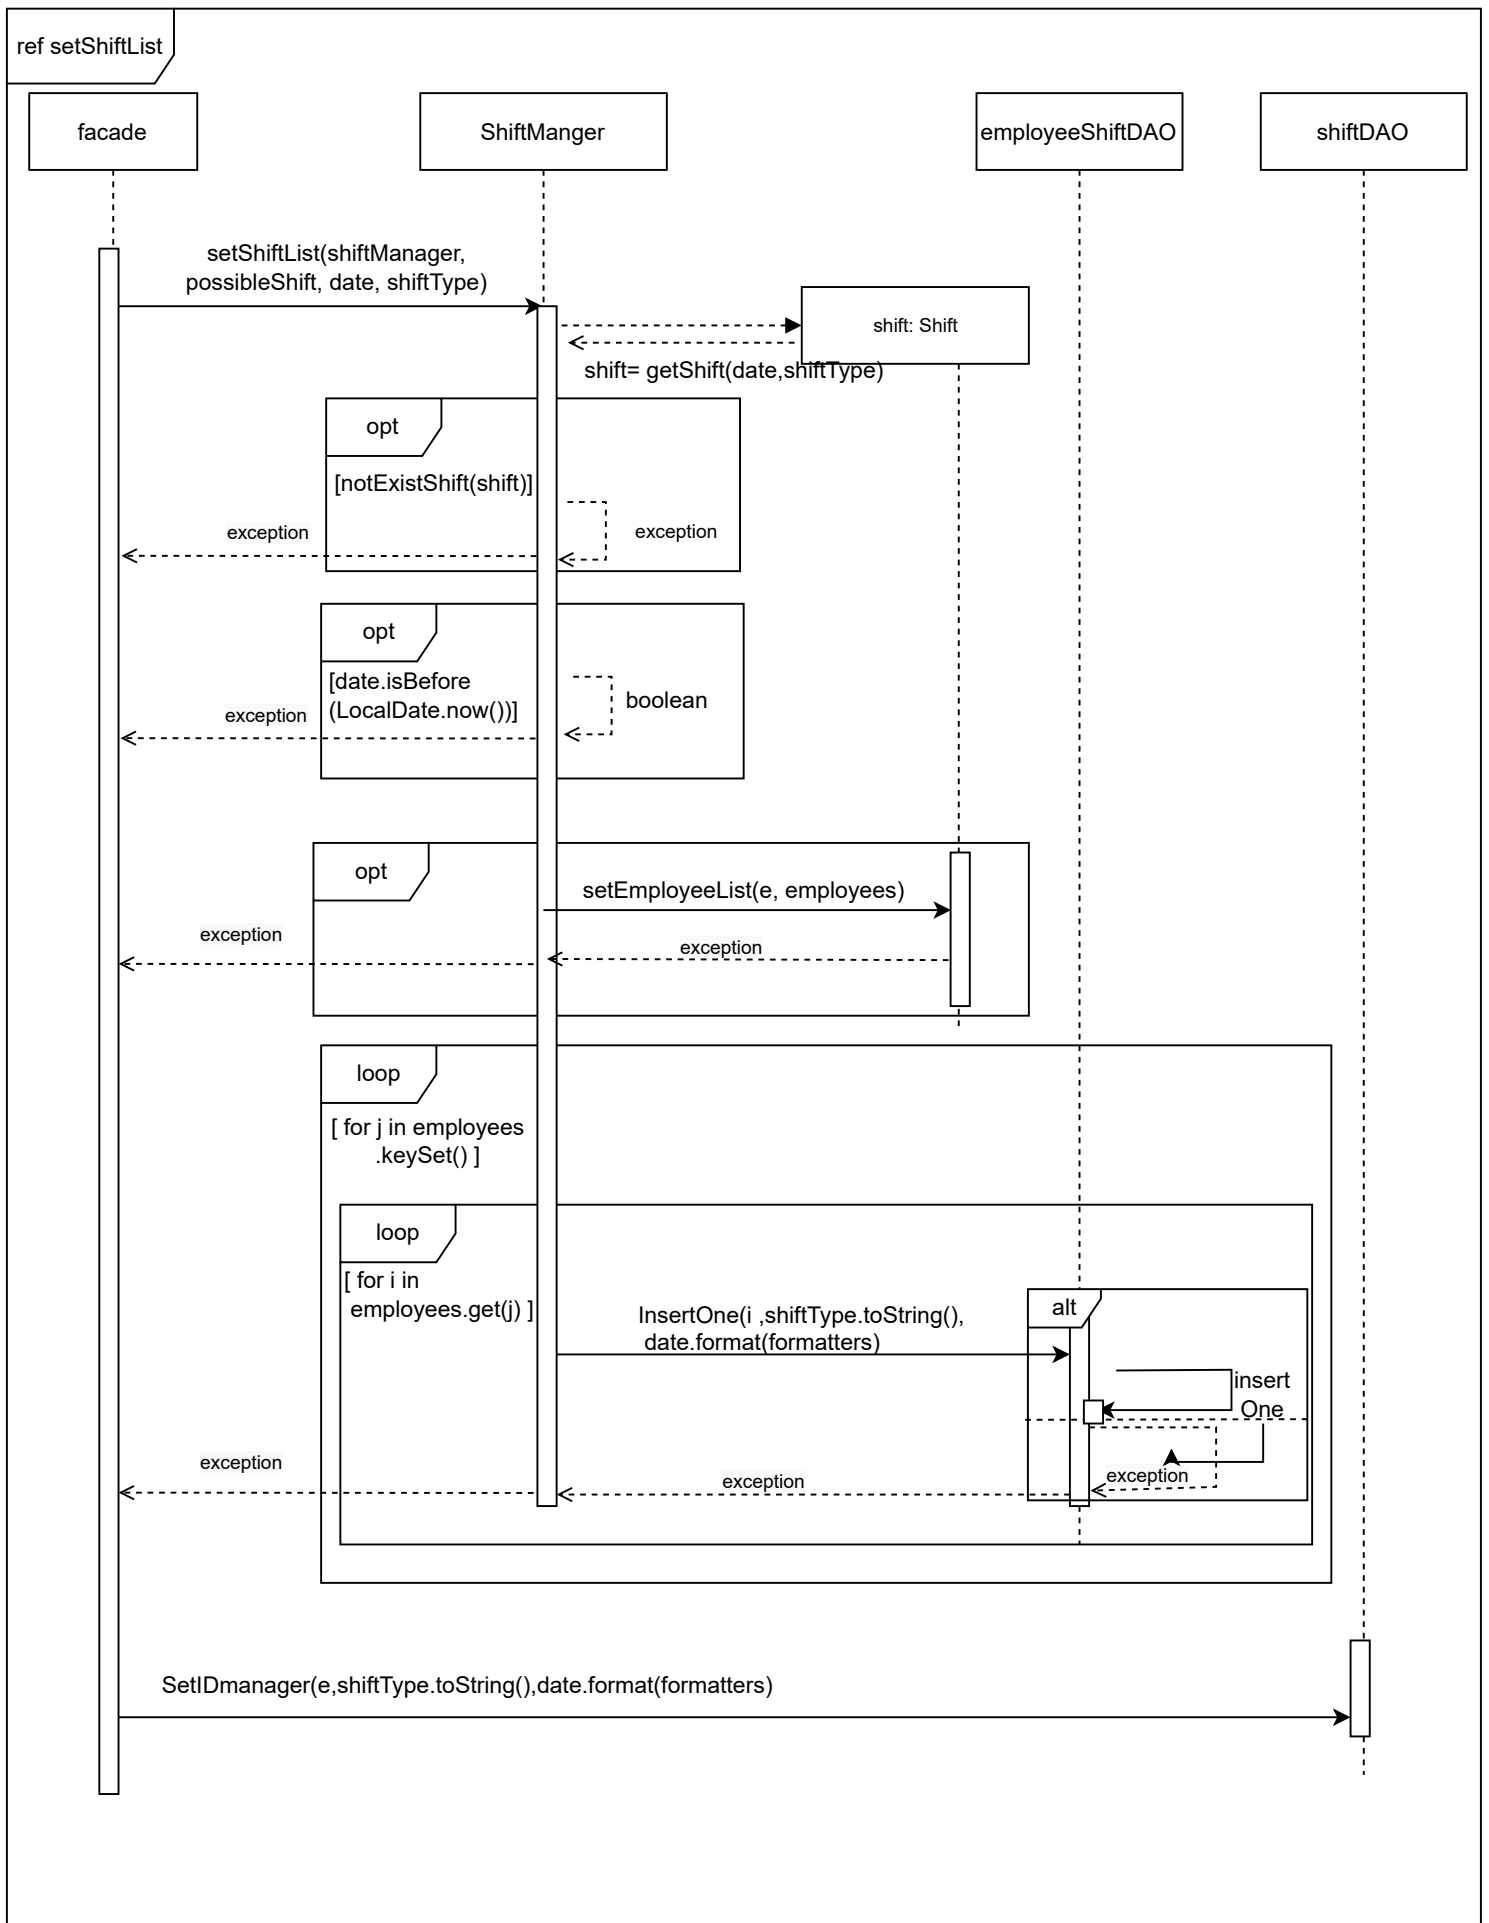 ref setShiftList
facade
ShiftManger
employeeShiftDAO
shiftDAO
setShiftList(shiftManager,
possibleShift, date, shiftType)
shift: Shift
shift= getShift(date,shiftType)
opt
[notExistShift(shift)]
exception
exception
opt
[date.isBefore
(LocalDate.now())]
boolean
exception
opt
setEmployeeList(e, employees)
exception
exception
loop
[ for j in employees
.keySet() ]
loop
[ for i in
employees.get(j) ]
InsertOne(i ,shiftType.toString(),
date.format(formatters)
alt
insert
One
exception
exception
exception
SetIDmanager(e,shiftType.toString(),date.format(formatters)